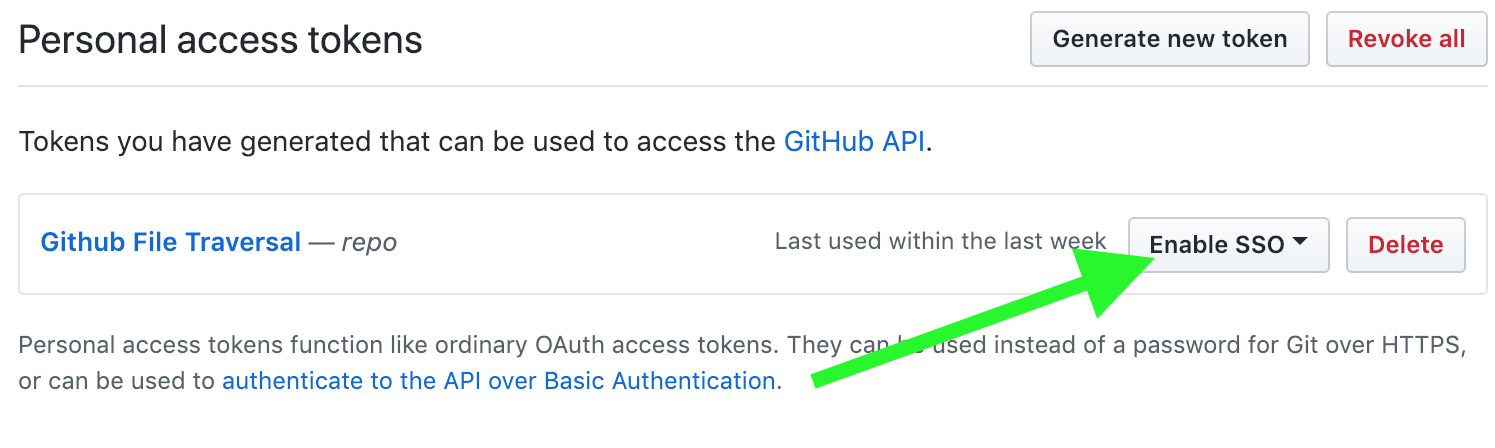 Personal access tokens
Generate new token
Revoke all
Tokens you have generated that can be used to access the GitHub API.
Github File Traversal — repo
Last used within the last week
Enable SSO
Delete
Personal access tokens function like ordinary OAuth access tokens. They can be used instead of a password for Git over HTTPS,
or can be used to authenticate to the API over Basic Authentication.